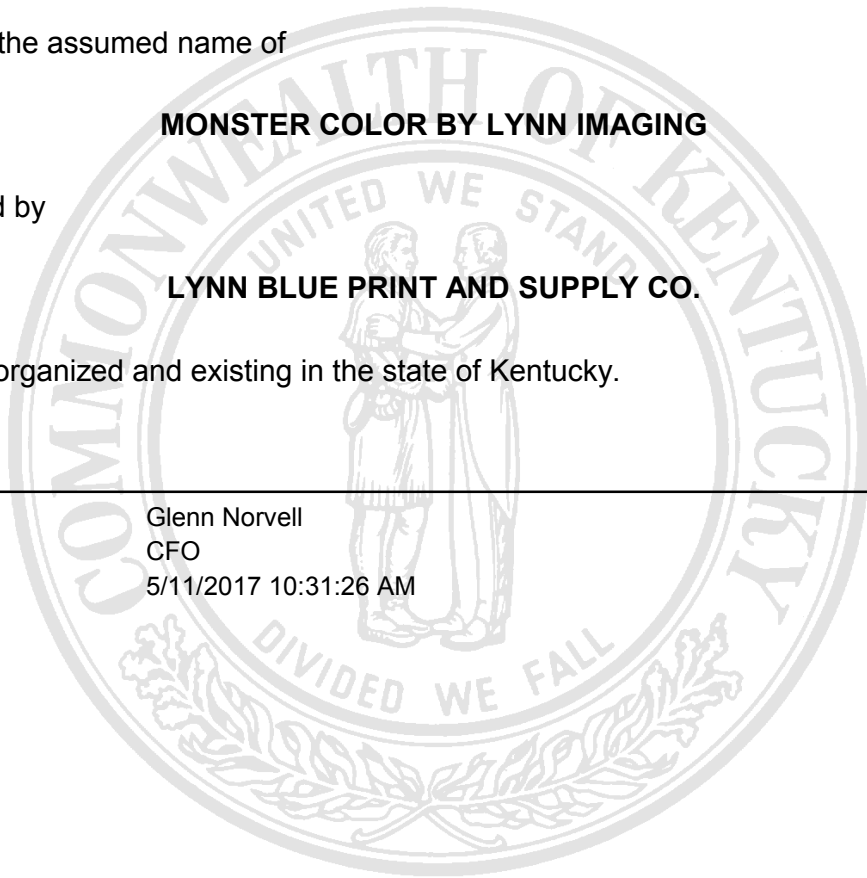 the assumed name of
MONSTER COLOR BY LYNN IMAGING
d by
LYNN BLUE PRINT AND SUPPLY CO.
organized and existing in the state of Kentucky.
Glenn Norvell
CFO
5/11/2017 10:31:26 AM
COMMONWEALTH OF KENTUCKY
UNITED WE STAND
DIVIDED WE FALL